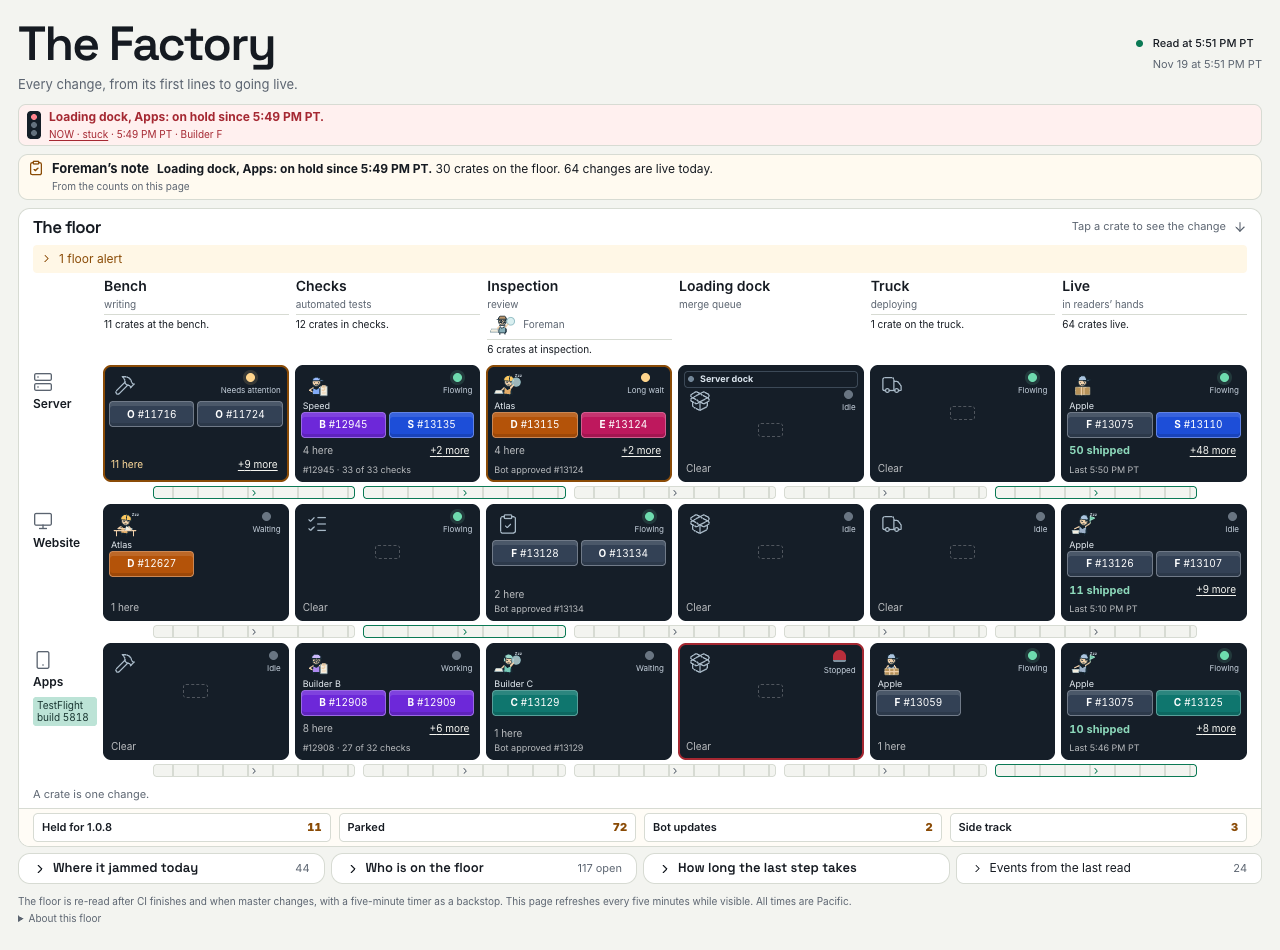 The Factory
Every change, from its first lines to going live.
Read at 5:51 PM PT
Nov 19 at 5:51 PM PT
Loading dock, Apps: on hold since 5:49 PM PT.
NOW · stuck · 5:49 PM PT · Builder F
Foreman’s note Loading dock, Apps: on hold since 5:49 PM PT. 30 crates on the floor. 64 changes are live today.
From the counts on this page
The floor
Tap a crate to see the change ↓
1 floor alert
Bench
writing
11 crates at the bench.
Checks
automated tests
12 crates in checks.
Inspection
review
Foreman
6 crates at inspection.
Loading dock
merge queue
Truck
deploying
1 crate on the truck.
Live
in readers’ hands
64 crates live.
Server
Needs attention
O #11716 O #11724
11 here +9 more
Flowing
Speed
B #12945 S #13135
4 here +2 more
#12945 · 33 of 33 checks
Long wait
Atlas
D #13115 E #13124
4 here +2 more
Bot approved #13124
Server dock
Idle
Clear
Flowing
Clear
Flowing
Apple
F #13075 S #13110
50 shipped +48 more
Last 5:50 PM PT
Website
Waiting
Atlas
D #12627
1 here
Flowing
Clear
Flowing
F #13128 O #13134
2 here
Bot approved #13134
Idle
Clear
Idle
Clear
Idle
Apple
F #13126 F #13107
11 shipped +9 more
Last 5:10 PM PT
Apps
TestFlight
build 5818
Idle
Clear
Working
Builder B
B #12908 B #12909
8 here +6 more
#12908 · 27 of 32 checks
Waiting
Builder C
C #13129
1 here
Bot approved #13129
Stopped
Clear
Flowing
Apple
F #13059
1 here
Flowing
Apple
F #13075 C #13125
10 shipped +8 more
Last 5:46 PM PT
A crate is one change.
Held for 1.0.8 11
Parked 72
Bot updates 2
Side track 3
Where it jammed today 44
Who is on the floor 117 open
How long the last step takes
Events from the last read 24
The floor is re-read after CI finishes and when master changes, with a five-minute timer as a backstop. This page refreshes every five minutes while visible. All times are Pacific.
About this floor